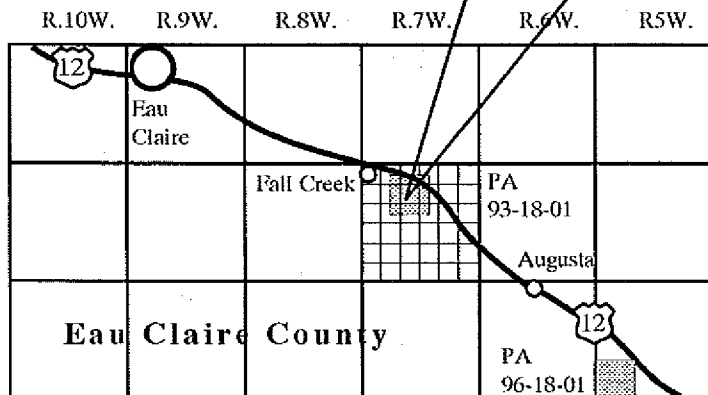 R.10W. R.9W. R.8W. R.7W. R.6W. R5W.
12
Eau
Claire
Fall Creek
PA
93-18-01
Augusta
Eau Claire County
12
PA
96-18-01